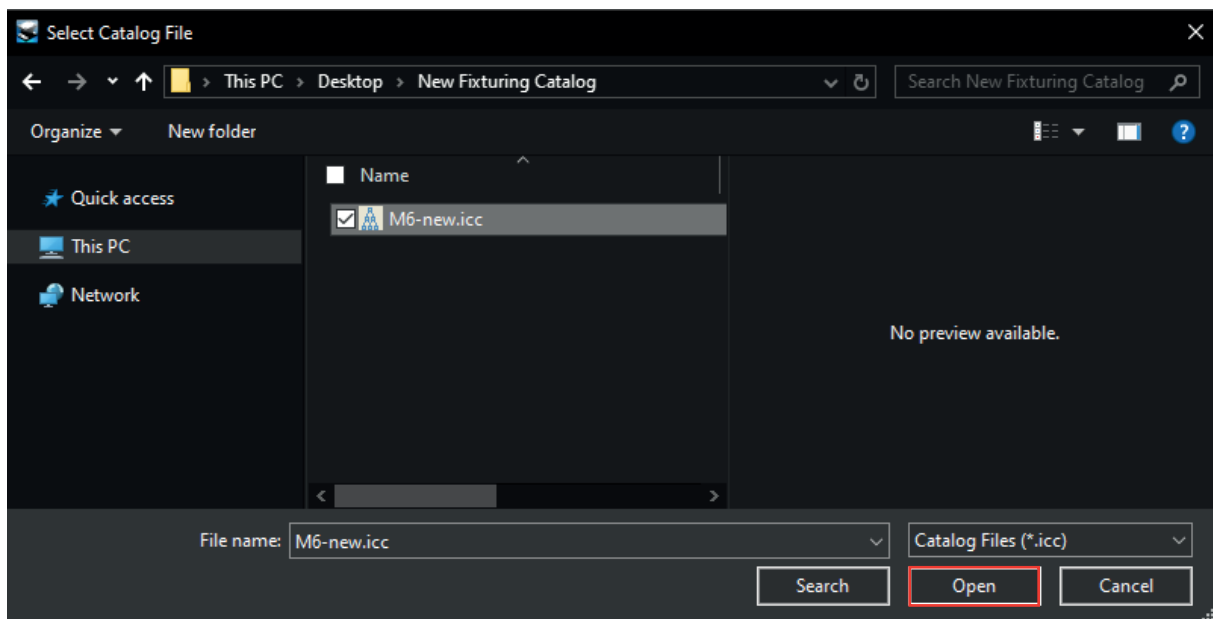 Select Catalog File
This PC > Desktop > New Fixturing Catalog
Search New Fixturing Catalog
Organize
New folder
?
Quick access
This PC
Network
Name
M6-new.icc
No preview available.
File name:
M6-new.icc
Catalog Files (*.icc)
Search
Open
Cancel